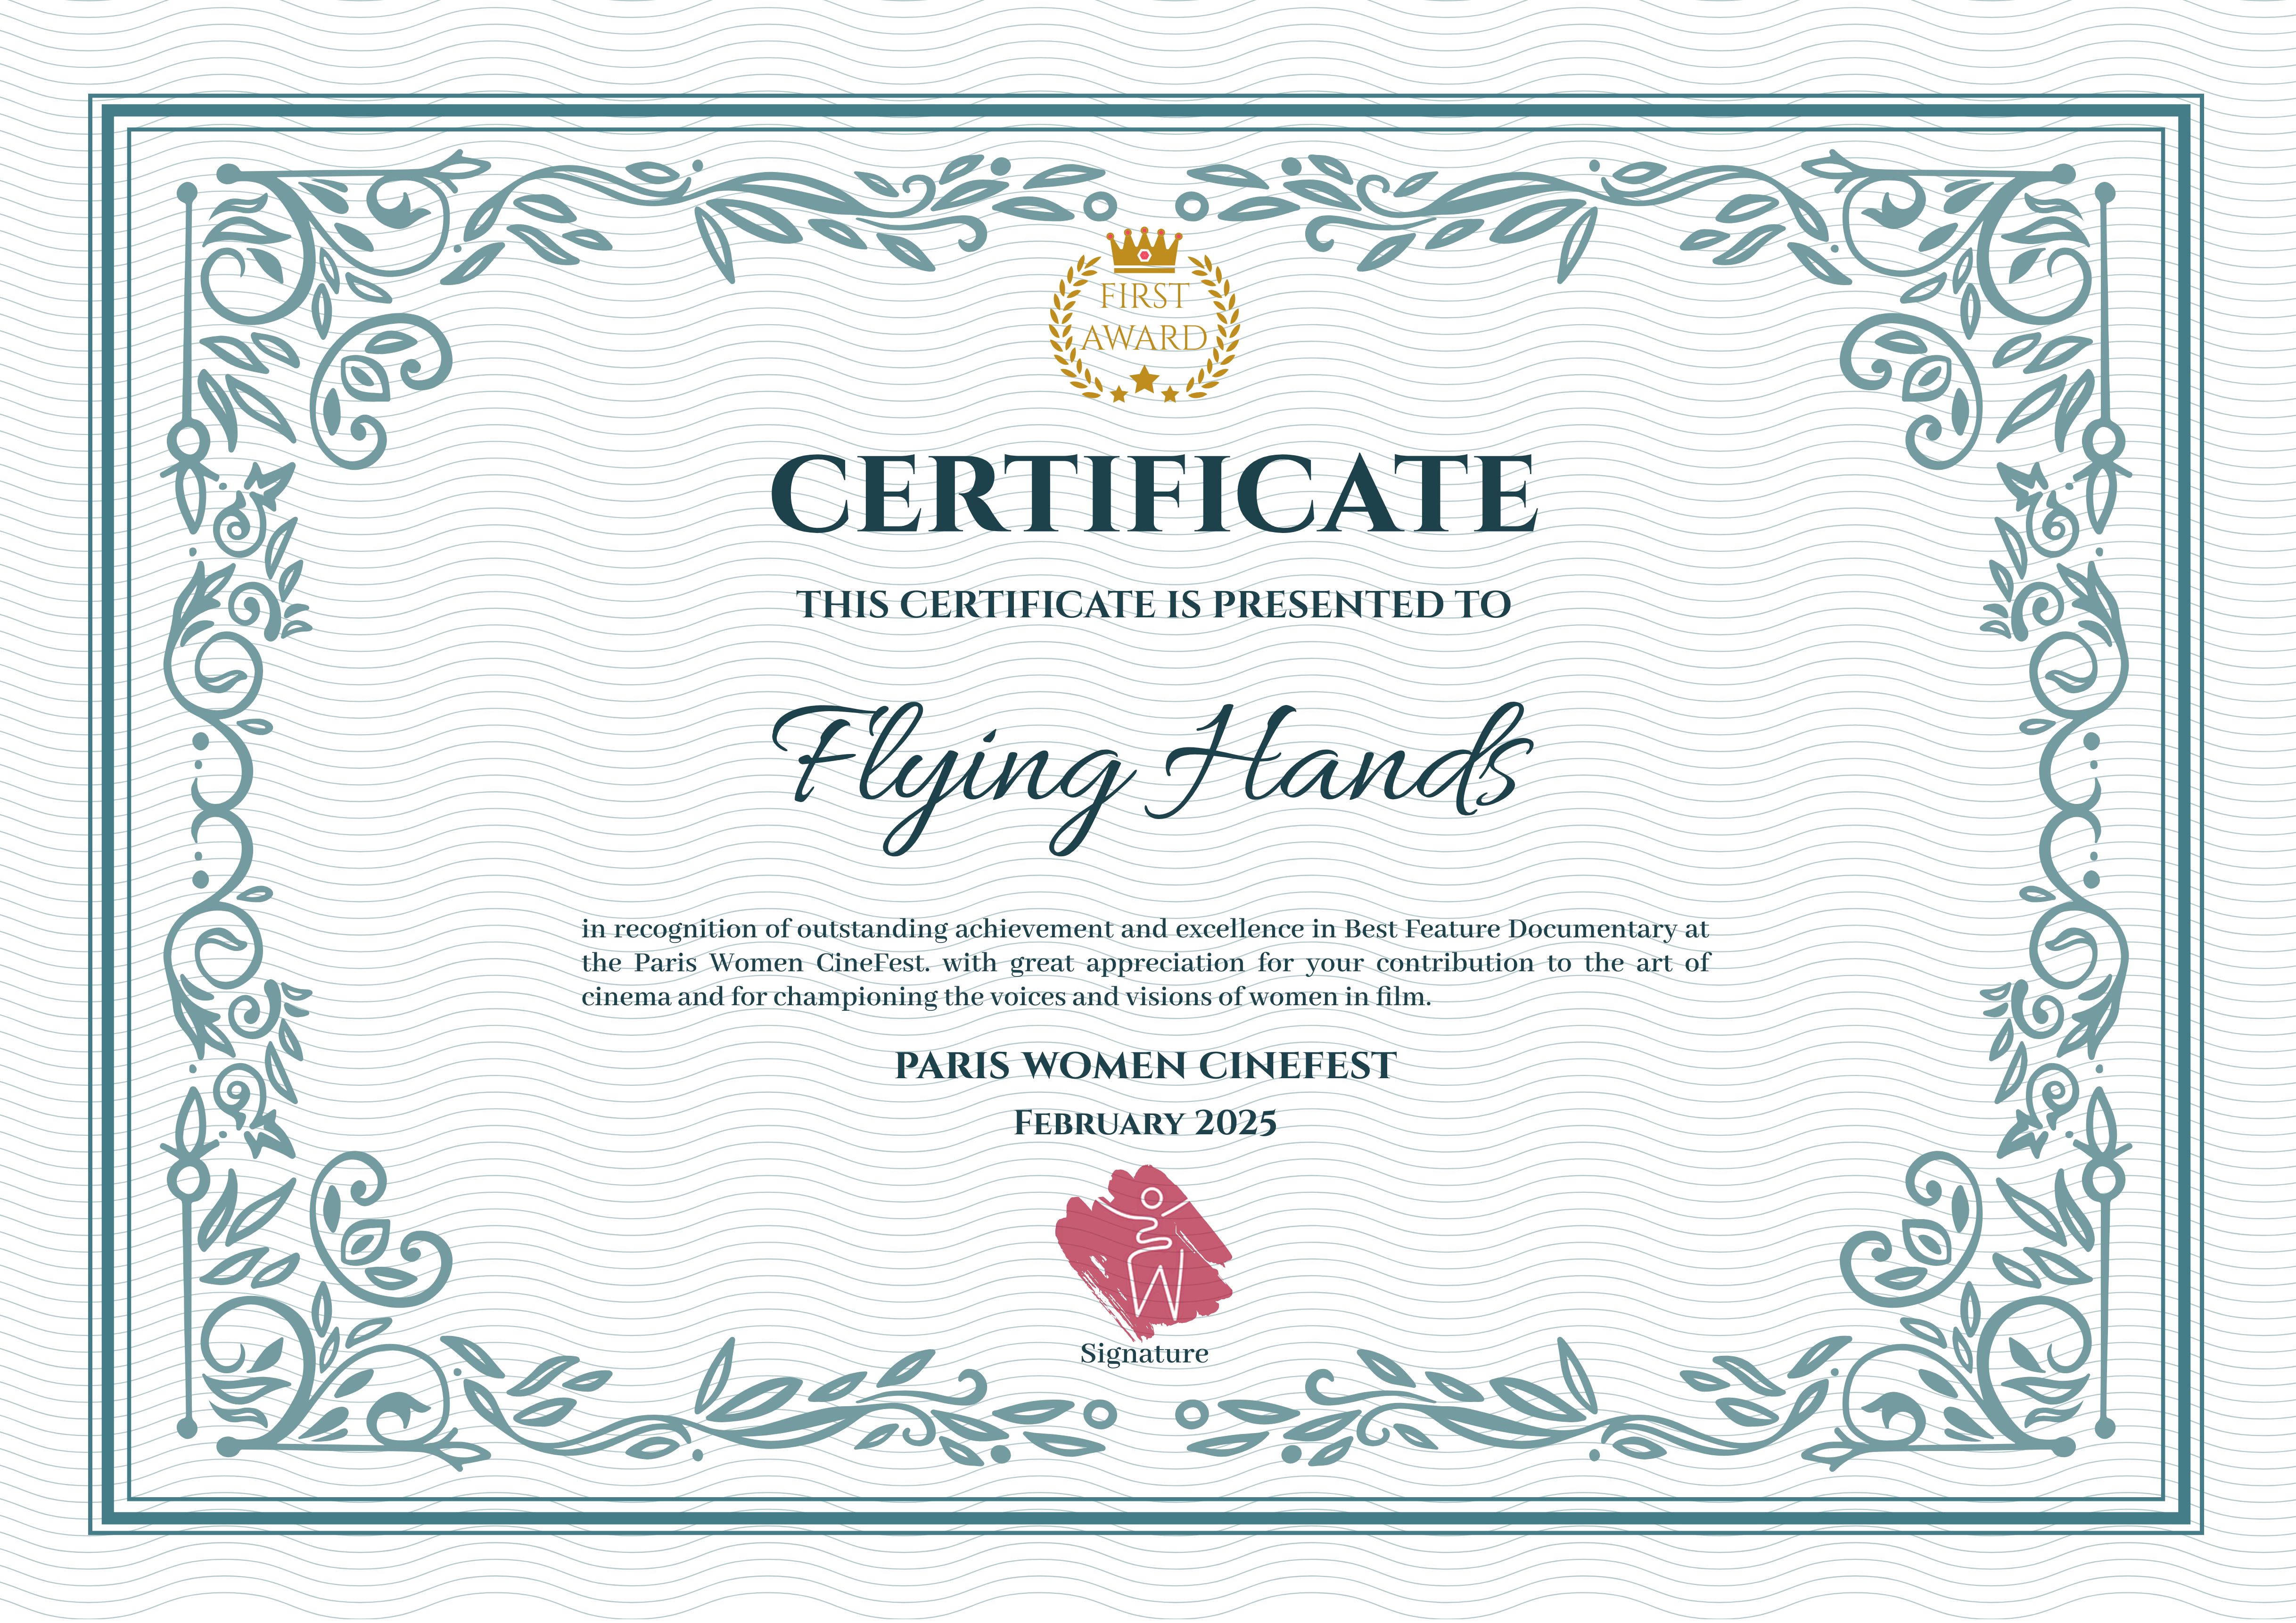 FIRST
AWARD
CERTIFICATE
THIS CERTIFICATE IS PRESENTED TO
Flying Hands
in recognition of outstanding achievement and excellence in Best Feature Documentary at
the Paris Women CineFest. with great appreciation for your contribution to the art of
cinema and for championing the voices and visions of women in film.
PARIS WOMEN CINEFEST
FEBRUARY 2025
Signature